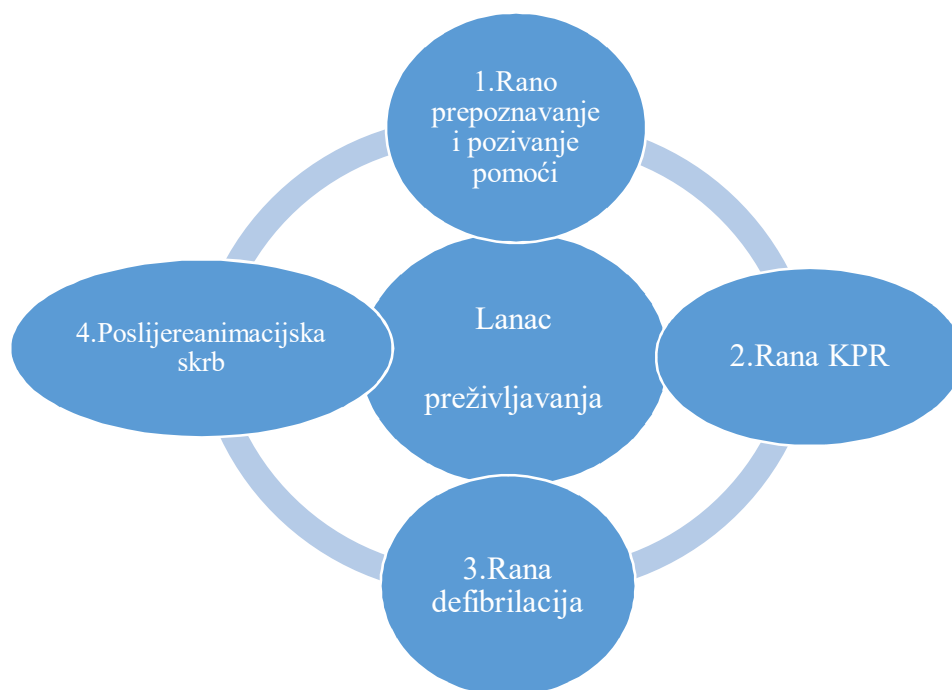 1.Rano
prepoznavanje
i pozivanje
pomoći
Lanac
preživljavanja
2.Rana KPR
3.Rana
defibrilacija
4.Poslijereanimacijska
skrb